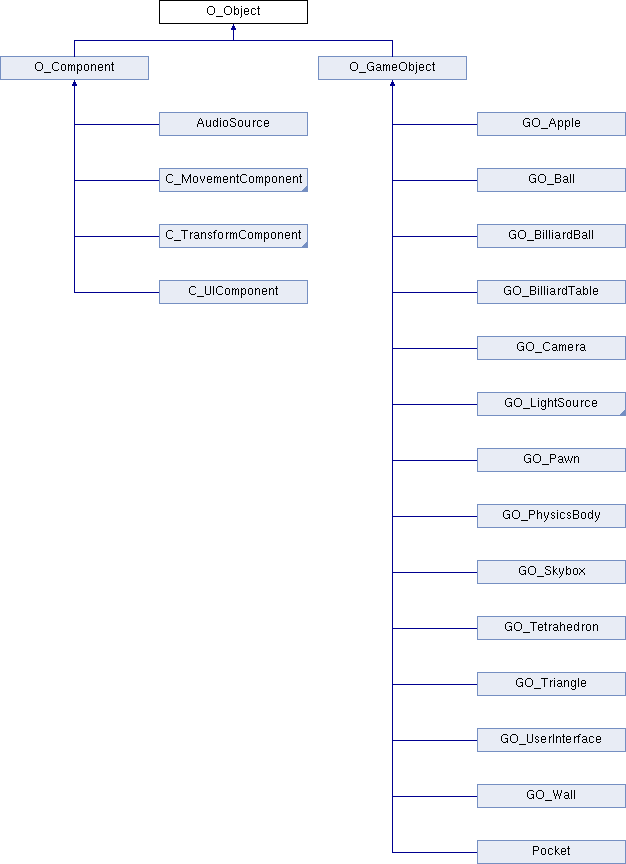 O_Object
O_Component
O_GameObject
AudioSource
GO_Apple
C_MovementComponent
GO_Ball
C_TransformComponent
GO_BilliardBall
C_UIComponent
GO_BilliardTable
GO_Camera
GO_LightSource
GO_Pawn
GO_PhysicsBody
GO_Skybox
GO_Tetrahedron
GO_Triangle
GO_UserInterface
GO_Wall
Pocket